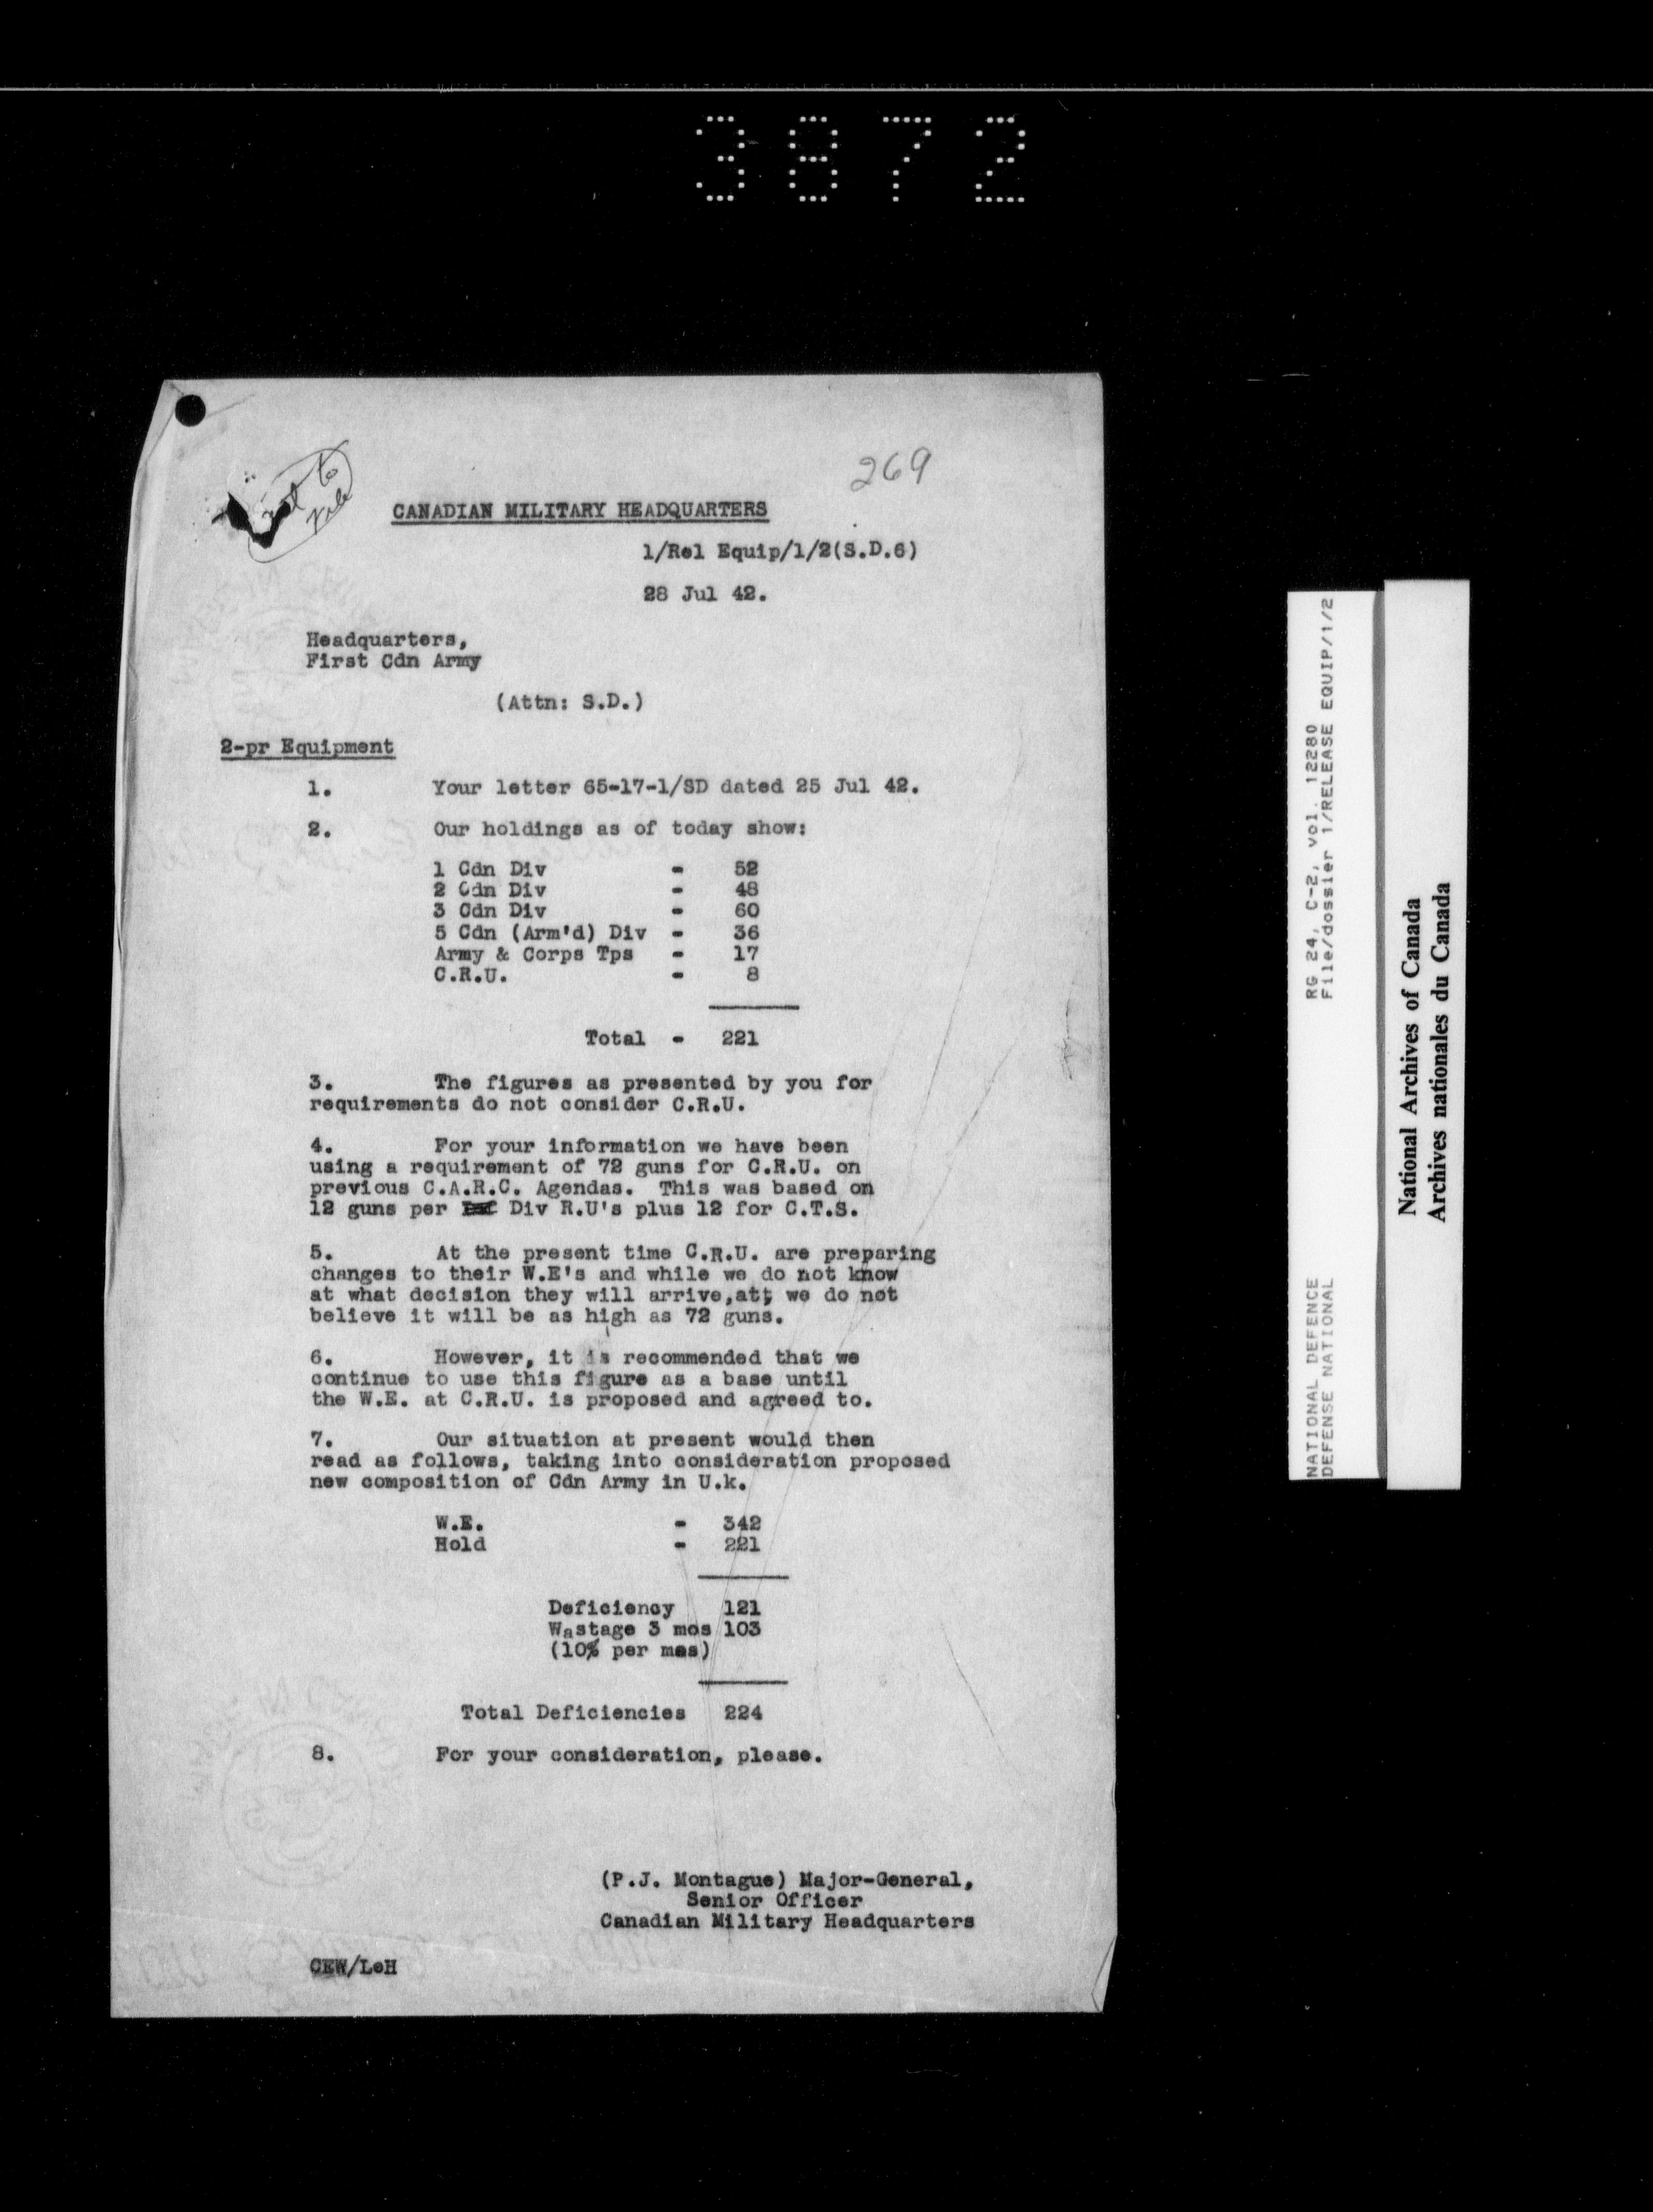 3872
269
CANADIAN MILITARY HEADQUARTERS
1/Rel Equip/1/2(S.D.6)
28 Jul 42.
Headquarters,
First Cdn Army
(Attn: S.D.)
2-pr Equipment
1. Your letter 65-17-1/SD dated 25 Jul 42.
2. Our holdings as of today show:
1 Cdn Div - 52
2 Cdn Div - 48
3 Cdn Div - 60
5 Cdn (Arm'd) Div - 36
Army & Corps Tps - 17
C.R.U. - 8
Total - 221
3. The figures as presented by you for
requirements do not consider C.R.U.
4. For your information we have been
using a requirement of 72 guns for C.R.U. on
previous C.A.R.C. Agendas. This was based on
12 guns per Div R.U's plus 12 for C.T.S.
5. At the present time C.R.U. are preparing
changes to their W.E's and while we do not know
at what decision they will arrive,at; we do not
believe it will be as high as 72 guns.
6. However, it is recommended that we
continue to use this figure as a base until
the W.E. at C.R.U. is proposed and agreed to.
7. Our situation at present would then
read as follows, taking into consideration proposed
new composition of Cdn Army in U.k.
W.E. - 342
Hold - 221
Deficiency 121
Wastage 3 mos 103
(10% per mes)
Total Deficiencies 224
8. For your consideration, please.
(P.J. Montague) Major-General,
Senior Officer
Canadian Military Headquarters
CEW/LeH
RG 24, C-2, vol. 12280
File/dossier 1/RELEASE EQUIP/1/2
NATIONAL DEFENCE
DEFENSE NATIONAL
National Archives of Canada
Archives nationales du Canada